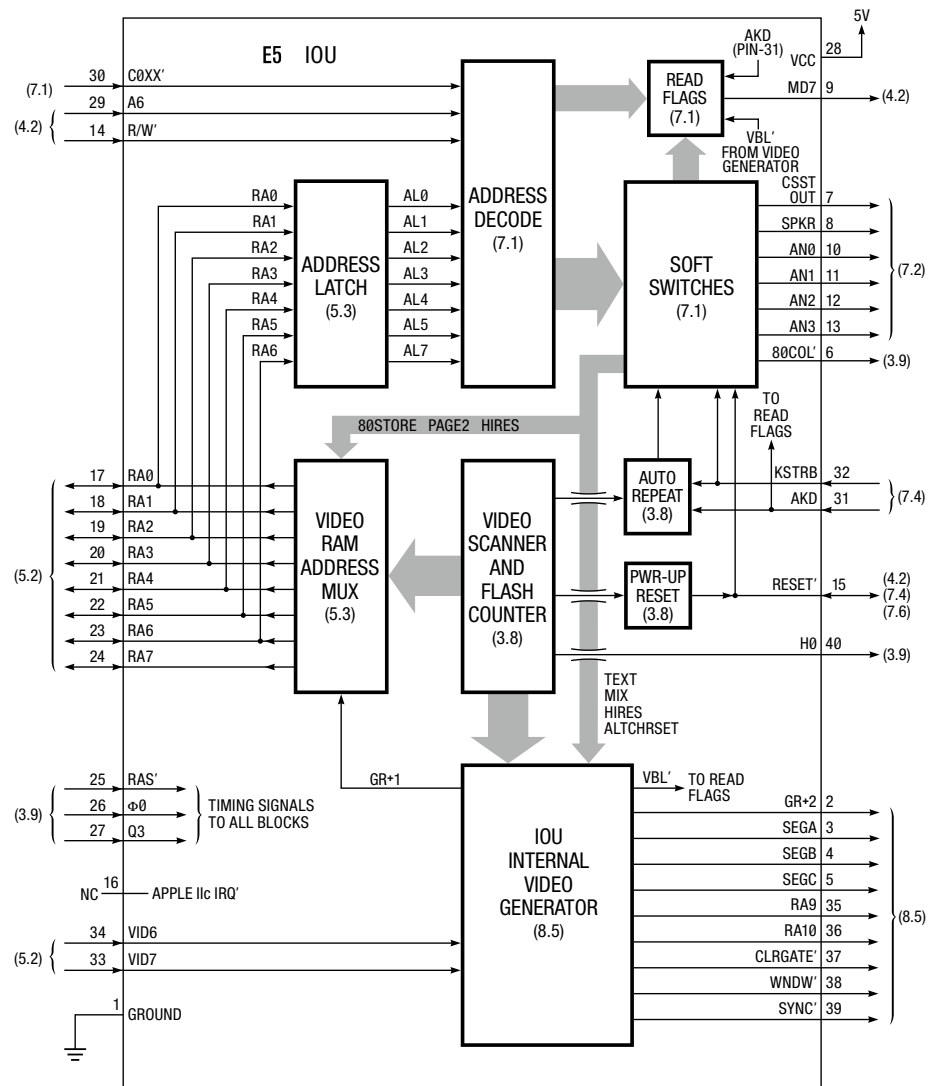 E5 IOU
5V
28
VCC
AKD
(PIN-31)
(7.1)
30 C0XX'
29 A6
(4.2)
14 R/W'
READ
FLAGS
(7.1)
MD7 9
(4.2)
VBL'
FROM VIDEO
GENERATOR
RA0
RA1
RA2
RA3
RA4
RA5
RA6
ADDRESS
LATCH
(5.3)
AL0
AL1
AL2
AL3
AL4
AL5
AL7
ADDRESS
DECODE
(7.1)
SOFT
SWITCHES
(7.1)
CSST
OUT 7
SPKR 8
AN0 10
AN1 11
AN2 12
AN3 13
(7.2)
80COL' 6
(3.9)
TO
READ
FLAGS
80STORE PAGE2 HIRES
17 RA0
18 RA1
19 RA2
20 RA3
21 RA4
22 RA5
23 RA6
24 RA7
(5.2)
VIDEO
RAM
ADDRESS
MUX
(5.3)
VIDEO
SCANNER
AND
FLASH
COUNTER
(3.8)
AUTO
REPEAT
(3.8)
KSTRB 32
AKD 31
(7.4)
PWR-UP
RESET
(3.8)
RESET' 15
(4.2)
(7.4)
(7.6)
H0 40
(3.9)
TEXT
MIX
HIRES
ALTCHRSET
GR+1
VBL'
TO READ
FLAGS
25 RAS'
26 Φ0
27 Q3
(3.9)
TIMING SIGNALS
TO ALL BLOCKS
IOU
INTERNAL
VIDEO
GENERATOR
(8.5)
GR+2 2
SEGA 3
SEGB 4
SEGC 5
RA9 35
RA10 36
CLRGATE' 37
WNDW' 38
SYNC' 39
(8.5)
NC 16 APPLE IIc IRQ'
34 VID6
33 VID7
(5.2)
1 GROUND